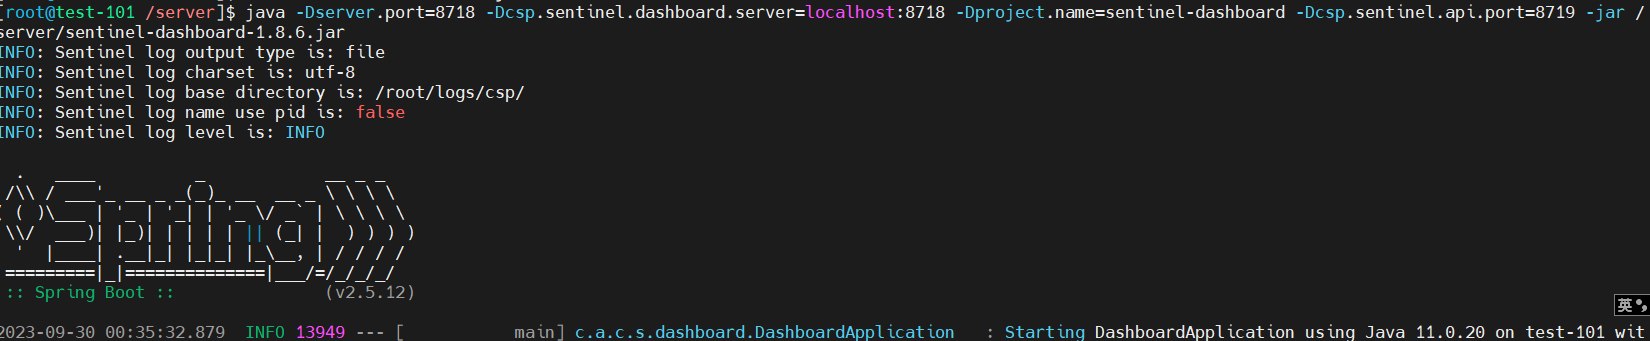 [root@test-101 /server]$ java -Dserver.port=8718 -Dcsp.sentinel.dashboard.server=localhost:8718 -Dproject.name=sentinel-dashboard -Dcsp.sentinel.api.port=8719 -jar /
server/sentinel-dashboard-1.8.6.jar
INFO: Sentinel log output type is: file
INFO: Sentinel log charset is: utf-8
INFO: Sentinel log base directory is: /root/logs/csp/
INFO: Sentinel log name use pid is: false
INFO: Sentinel log level is: INFO
  .   ____          _            __ _ _
 /\\ / ___'_ __ _ _(_)_ __  __ _ \ \ \ \
( ( )\___ | '_ | '_| | '_ \/ _` | \ \ \ \
 \\/  ___)| |_)| | | | | || (_| |  ) ) ) )
  '  |____| .__|_| |_|_| |_\__, | / / / /
 =========|_|==============|___/=/_/_/_/
 :: Spring Boot ::               (v2.5.12)
英
2023-09-30 00:35:32.879  INFO 13949 --- [           main] c.a.c.s.dashboard.DashboardApplication   : Starting DashboardApplication using Java 11.0.20 on test-101 wit